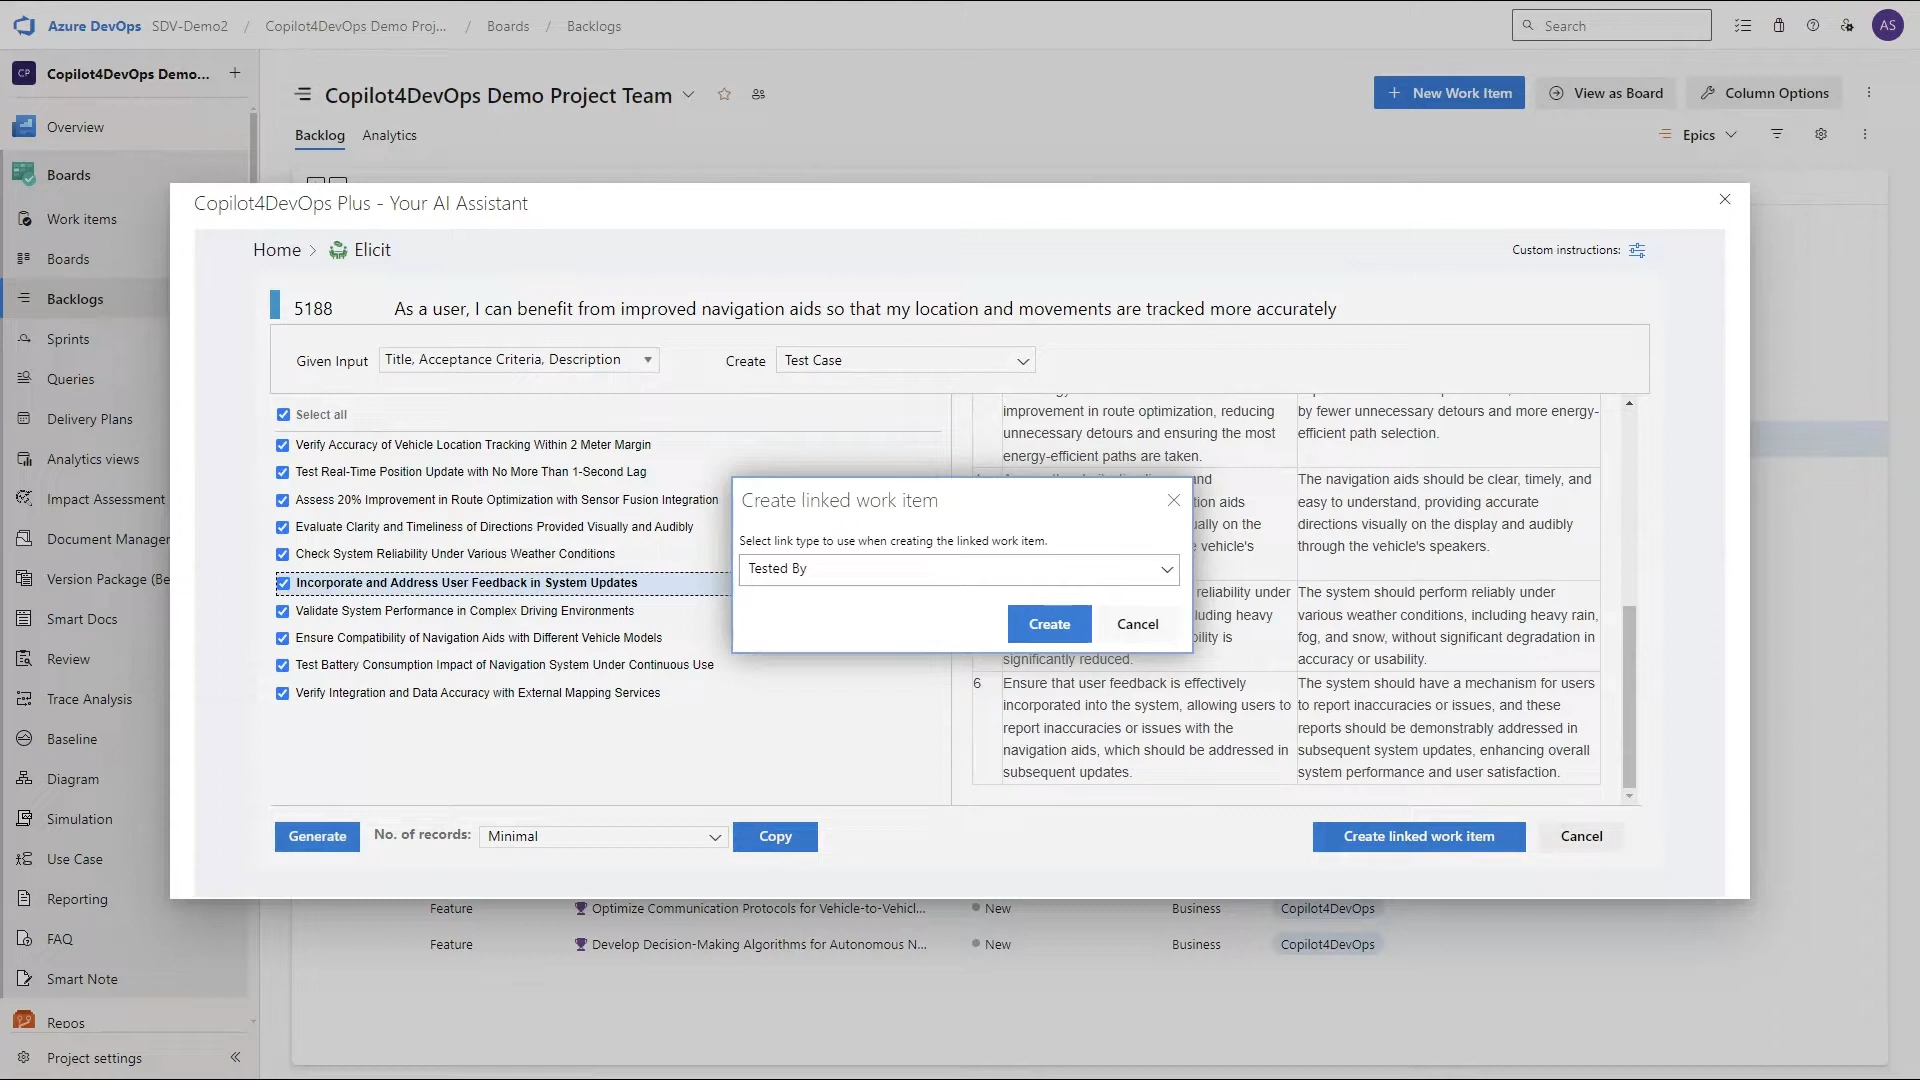 Azure DevOps SDV-Demo2 / Copilot4DevOps Demo Proj... / Boards / Backlogs
Search
AS
CP Copilot4DevOps Demo...
Overview
Boards
Work items
Boards
Backlogs
Sprints
Queries
Delivery Plans
Analytics views
Impact Assessment
Document Manager
Version Package (Be
Smart Docs
Review
Trace Analysis
Baseline
Diagram
Simulation
Use Case
Reporting
FAQ
Smart Note
Repos
Project settings
Copilot4DevOps Demo Project Team
New Work Item
View as Board
Column Options
Backlog
Analytics
Epics
Copilot4DevOps Plus - Your AI Assistant
Home > Elicit
Custom instructions:
5188 As a user, I can benefit from improved navigation aids so that my location and movements are tracked more accurately
Given Input Title, Acceptance Criteria, Description
Create Test Case
Select all
Verify Accuracy of Vehicle Location Tracking Within 2 Meter Margin
Test Real-Time Position Update with No More Than 1-Second Lag
Assess 20% Improvement in Route Optimization with Sensor Fusion Integration
Evaluate Clarity and Timeliness of Directions Provided Visually and Audibly
Check System Reliability Under Various Weather Conditions
Incorporate and Address User Feedback in System Updates
Validate System Performance in Complex Driving Environments
Ensure Compatibility of Navigation Aids with Different Vehicle Models
Test Battery Consumption Impact of Navigation System Under Continuous Use
Verify Integration and Data Accuracy with External Mapping Services
improvement in route optimization, reducing
unnecessary detours and ensuring the most
energy-efficient paths are taken.
by fewer unnecessary detours and more energy-
efficient path selection.
and
tion aids
ually on the
vehicle's
The navigation aids should be clear, timely, and
easy to understand, providing accurate
directions visually on the display and audibly
through the vehicle's speakers.
reliability under
luding heavy
bility is
significantly reduced.
The system should perform reliably under
various weather conditions, including heavy rain,
fog, and snow, without significant degradation in
accuracy or usability.
6
Ensure that user feedback is effectively
incorporated into the system, allowing users to
report inaccuracies or issues with the
navigation aids, which should be addressed in
subsequent updates.
The system should have a mechanism for users
to report inaccuracies or issues, and these
reports should be demonstrably addressed in
subsequent system updates, enhancing overall
system performance and user satisfaction.
Create linked work item
Select link type to use when creating the linked work item.
Tested By
Create
Cancel
Generate
No. of records: Minimal
Copy
Create linked work item
Cancel
Feature Optimize Communication Protocols for Vehicle-to-Vehicl... New Business Copilot4DevOps
Feature Develop Decision-Making Algorithms for Autonomous N... New Business Copilot4DevOps